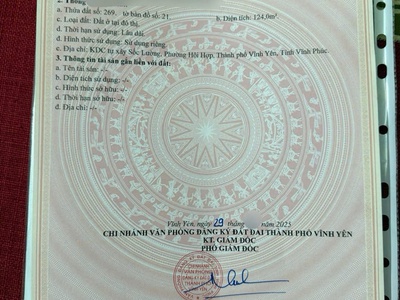 a. Thửa đất số: 269. tờ bản đồ số: 21 b. Diện tích: 124,0m²
c. Loại đất: Đất ở tại đô thị.
d. Thời hạn sử dụng: Lâu dài.
đ. Hình thức sử dụng: Sử dụng riêng.
e. Địa chỉ: KDC tự xây Sốc Lường, Phường Hội Hợp, Thành phố Vĩnh Yên, Tỉnh Vĩnh Phúc.
3. Thông tin tài sản gắn liền với đất:
a. Tên tài sản: -/-
b. Diện tích sử dụng: -/-
c. Hình thức sở hữu: -/-
d. Thời hạn sở hữu: -/-
đ. Địa chỉ: -/-
Vĩnh Yên, ngày 29 tháng 2025
CHI NHÁNH VĂN PHÒNG ĐĂNG KÝ ĐẤT ĐAI THÀNH PHỐ VĨNH YÊN
KT. GIÁM ĐỐC
PHÓ GIÁM ĐỐC
CHI NHÁNH
VĂN PHÒNG